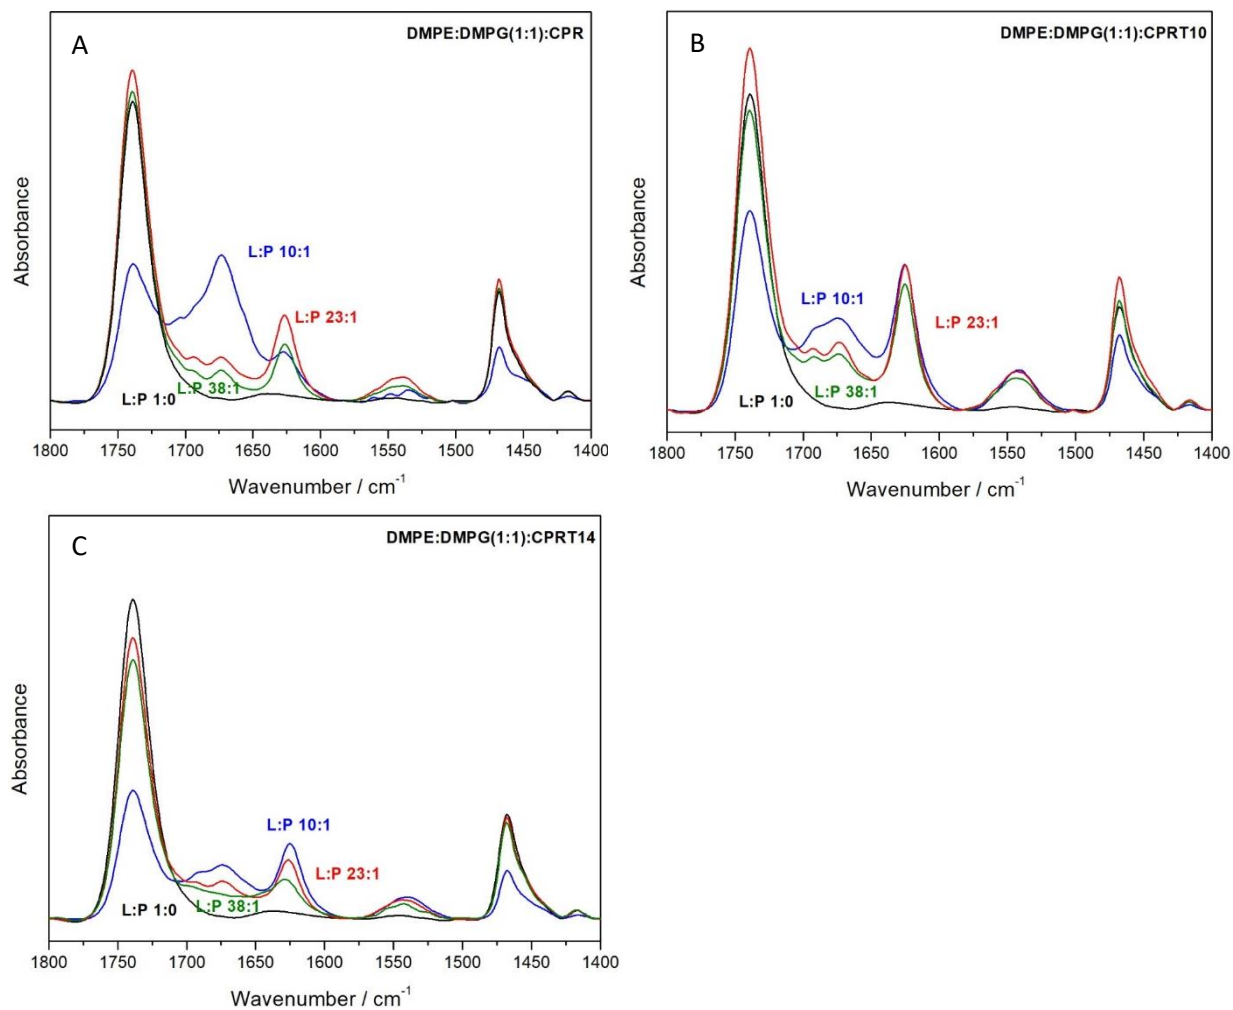 A
DMPE:DMPG(1:1):CPR
Absorbance
L:P 10:1
L:P 23:1
L:P 38:1
L:P 1:0
1800 1750 1700 1650 1600 1550 1500 1450 1400
Wavenumber / cm⁻¹
B
DMPE:DMPG(1:1):CPRT10
Absorbance
L:P 10:1
L:P 23:1
L:P 38:1
L:P 1:0
1800 1750 1700 1650 1600 1550 1500 1450 1400
Wavenumber / cm⁻¹
C
DMPE:DMPG(1:1):CPRT14
Absorbance
L:P 10:1
L:P 23:1
L:P 38:1
L:P 1:0
1800 1750 1700 1650 1600 1550 1500 1450 1400
Wavenumber / cm⁻¹